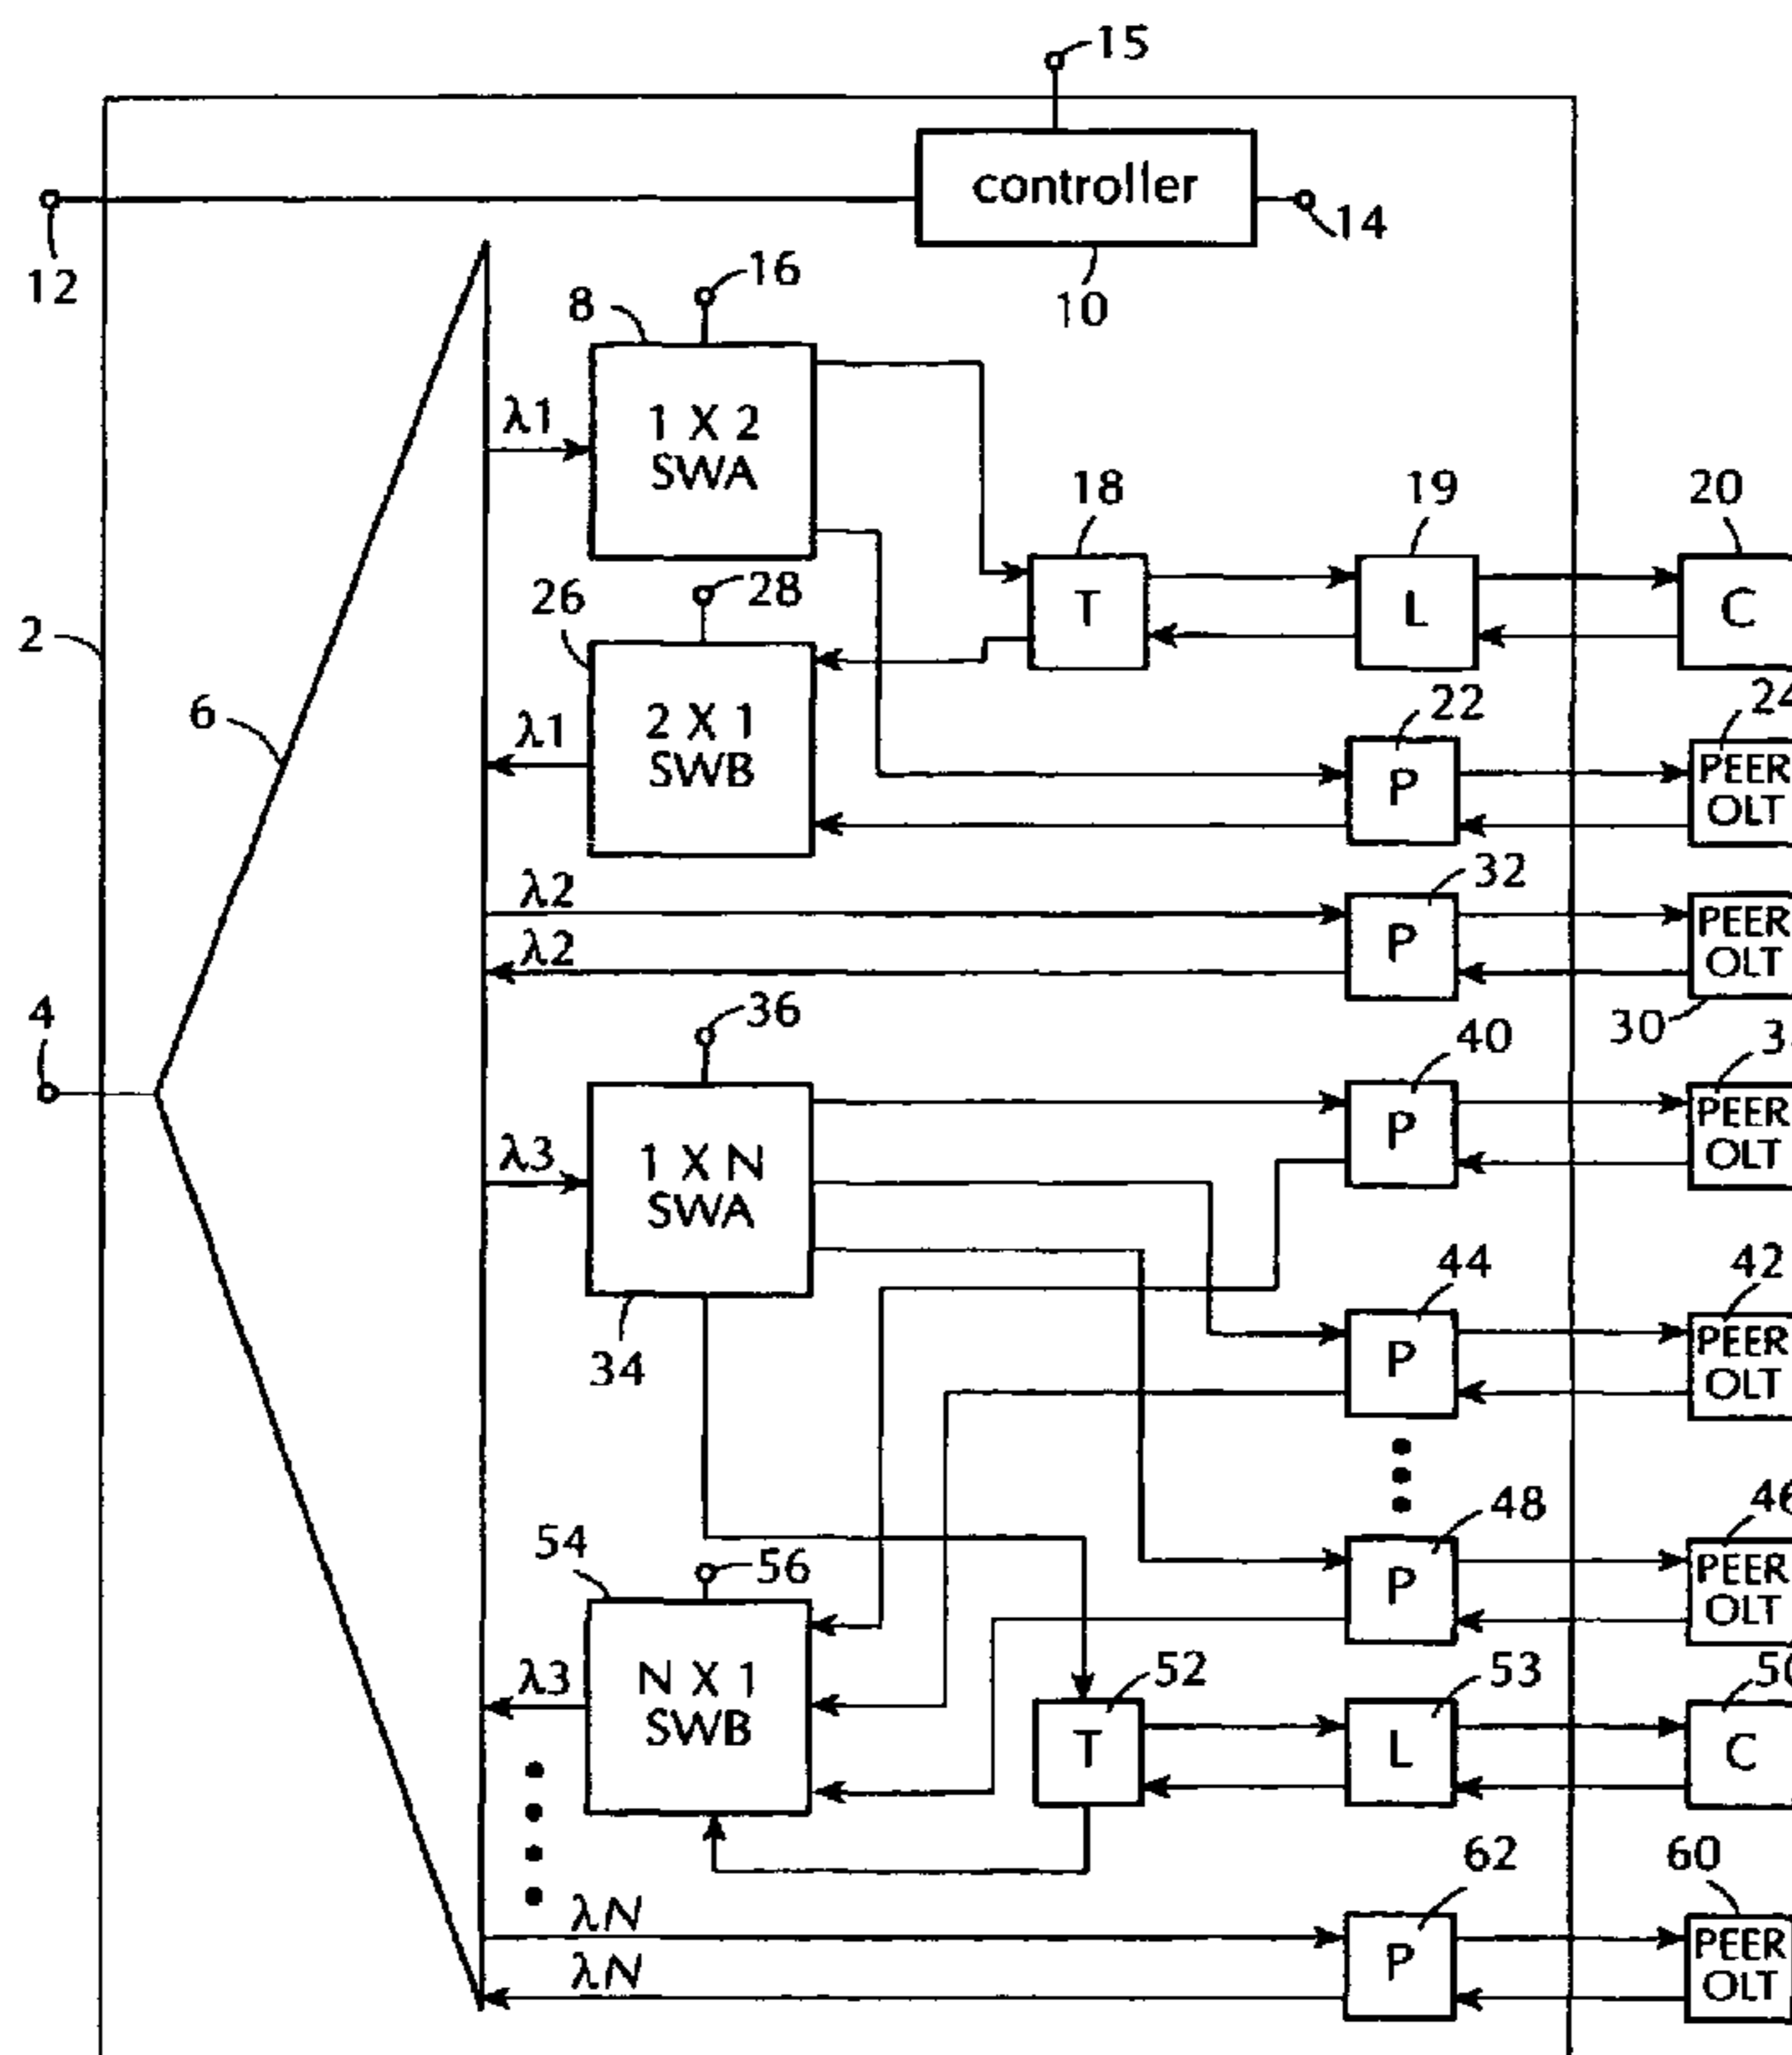 15
controller
14
12
10
16
8
λ1
1 X 2
SWA
18
19
20
T
L
C
28
26
2
2 X 1
SWB
λ1
6
22
24
P
PEER
OLT
32
λ2
P
PEER
OLT
λ2
30
4
36
40
P
PEER
OLT
λ3
1 X N
SWA
34
44
42
P
PEER
OLT
48
46
P
PEER
OLT
54
56
λ3
N X 1
SWB
52
53
T
L
C
62
60
λN
P
PEER
OLT
λN